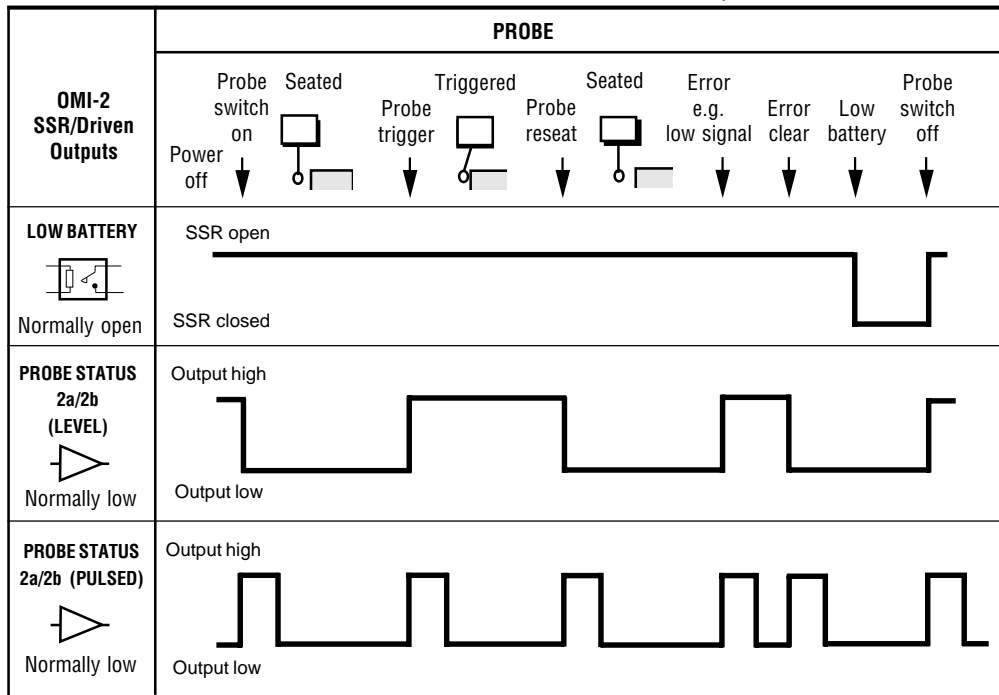 PROBE
OMI-2
SSR/Driven
Outputs
Power
off
Probe
switch
on
Seated
Probe
trigger
Triggered
Probe
reseat
Seated
Error
e.g.
low signal
Error
clear
Low
battery
Probe
switch
off
LOW BATTERY
Normally open
SSR open
SSR closed
PROBE STATUS
2a/2b
(LEVEL)
Normally low
Output high
Output low
PROBE STATUS
2a/2b (PULSED)
Normally low
Output high
Output low